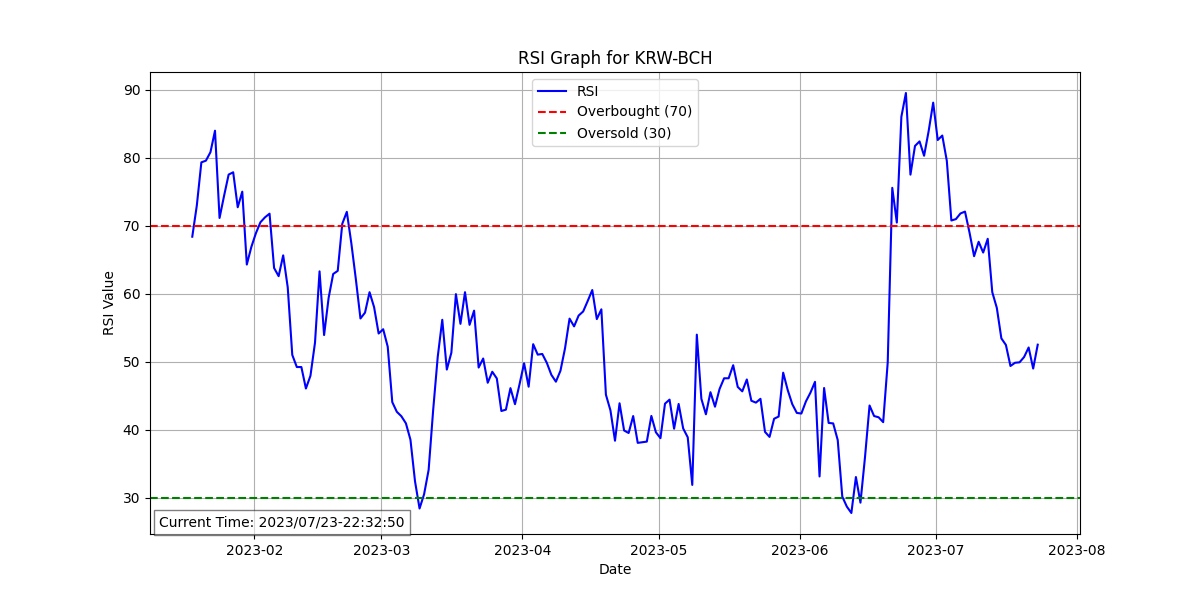 RSI Graph for KRW-BCH
RSI
Overbought (70)
Oversold (30)
90
80
70
60
50
40
30
RSI Value
Current Time: 2023/07/23-22:32:50
2023-02
2023-03
2023-04
2023-05
2023-06
2023-07
2023-08
Date